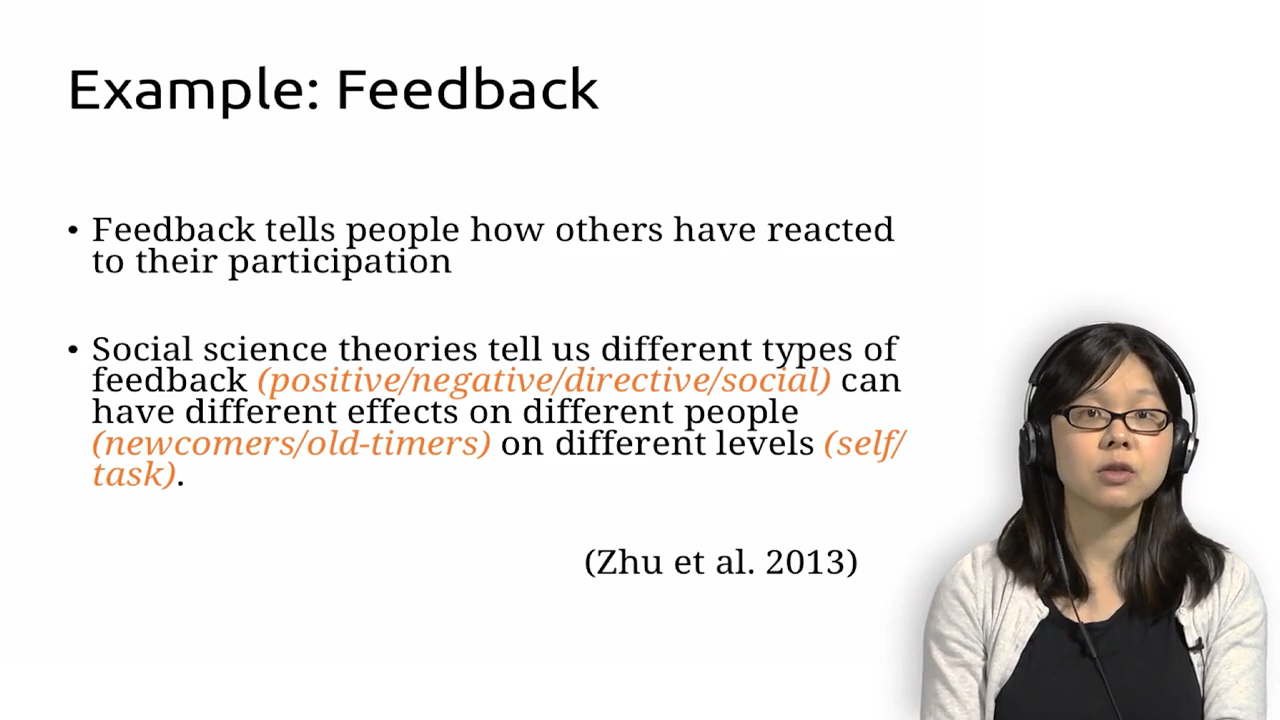 Example: Feedback
• Feedback tells people how others have reacted
to their participation
• Social science theories tell us different types of
feedback (positive/negative/directive/social) can
have different effects on different people
(newcomers/old-timers) on different levels (self/
task).
(Zhu et al. 2013)